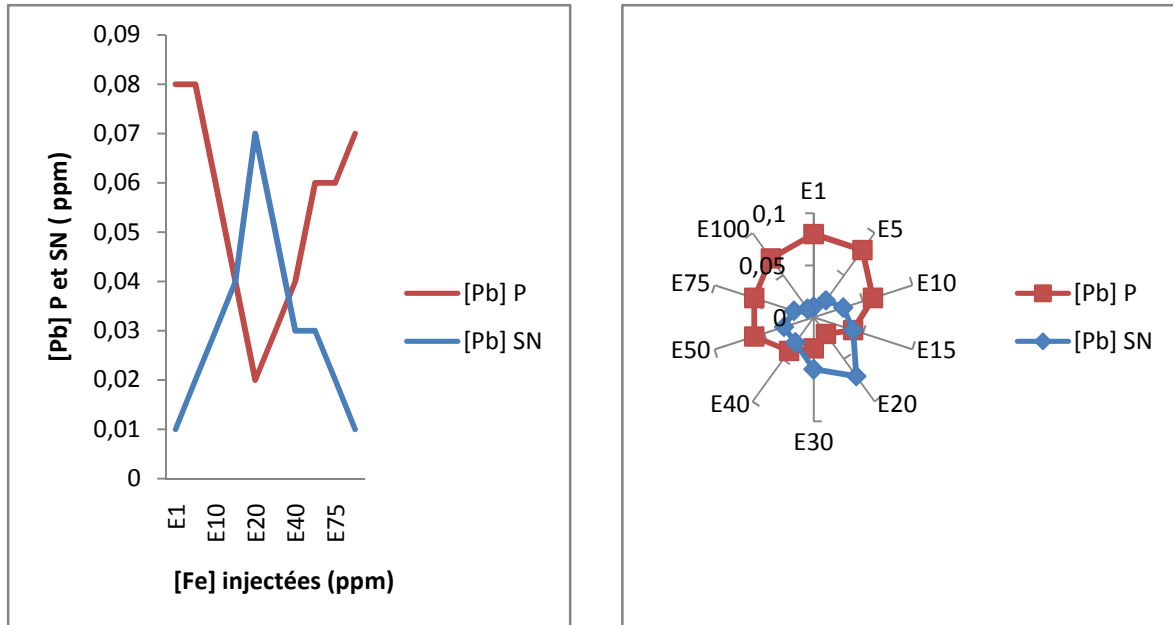 0,09
0,08
0,07
0,06
0,05
0,04
0,03
0,02
0,01
0
[Pb] P et SN ( ppm)
E1
E10
E20
E40
E75
[Fe] injectées (ppm)
[Pb] P
[Pb] SN
E1
E5
E10
E15
E20
E30
E40
E50
E75
E100
0,1
0,05
0
[Pb] P
[Pb] SN